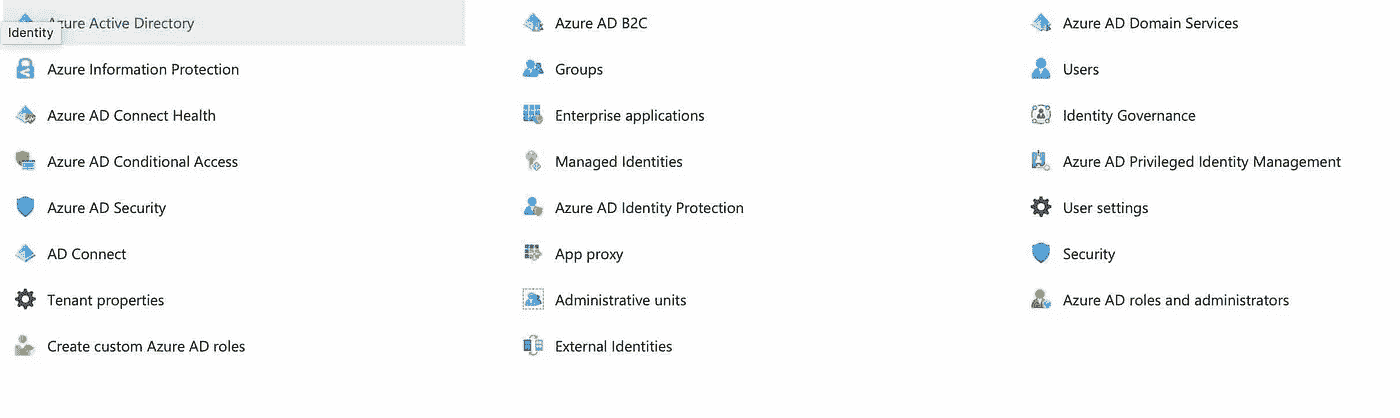 Azure Active Directory
Identity
Azure Information Protection
Azure AD Connect Health
Azure AD Conditional Access
Azure AD Security
AD Connect
Tenant properties
Create custom Azure AD roles
Azure AD B2C
Groups
Enterprise applications
Managed Identities
Azure AD Identity Protection
App proxy
Administrative units
External Identities
Azure AD Domain Services
Users
Identity Governance
Azure AD Privileged Identity Management
User settings
Security
Azure AD roles and administrators